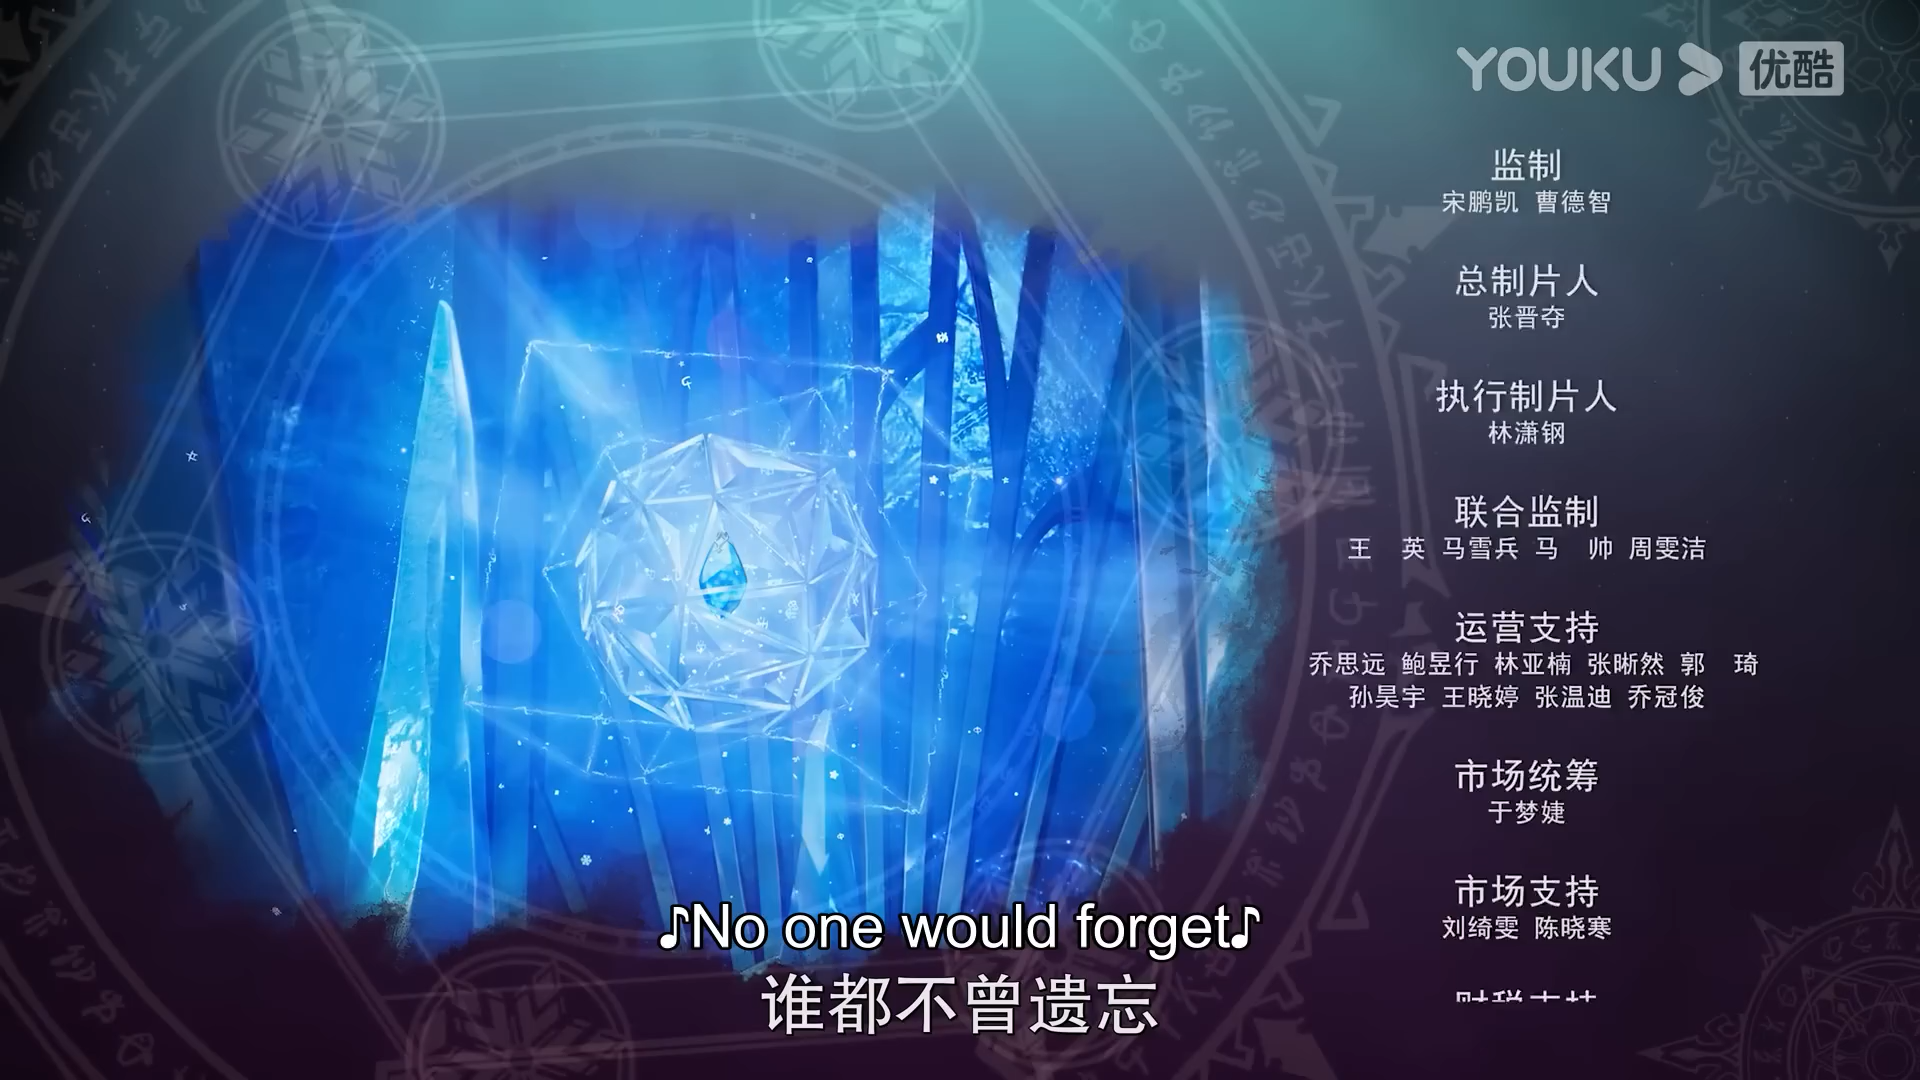 YOUKU 优酷
监制
宋鹏凯 曹德智
总制片人
张晋夺
执行制片人
林潇钢
联合监制
王 英 马雪兵 马 帅 周雯洁
运营支持
乔思远 鲍昱行 林亚楠 张晰然 郭 琦
孙昊宇 王晓婷 张温迪 乔冠俊
市场统筹
于梦婕
市场支持
刘绮雯 陈晓寒
♪No one would forget♪
谁都不曾遗忘